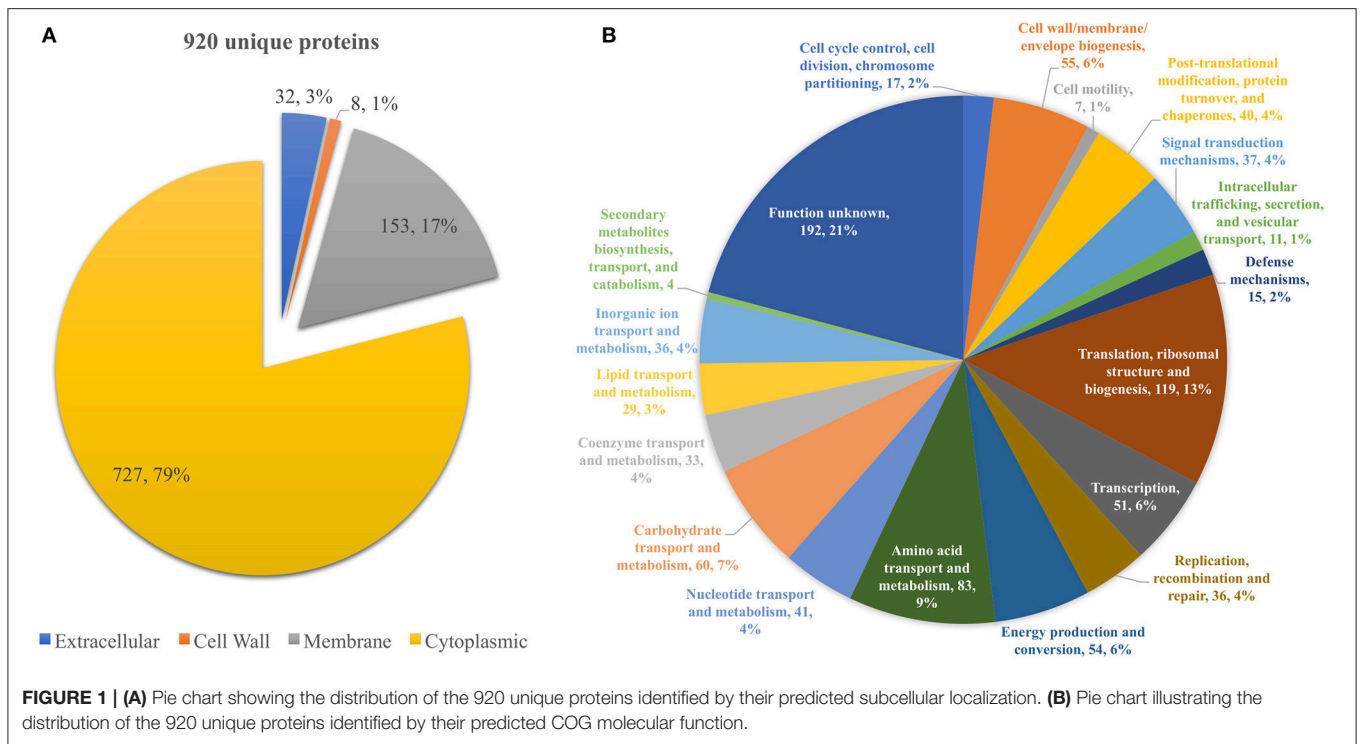 A
920 unique proteins
32, 3%
8, 1%
153, 17%
727, 79%
Extracellular
Cell Wall
Membrane
Cytoplasmic
B
Cell cycle control, cell
division, chromosome
partitioning, 17, 2%
Cell wall/membrane/
envelope biogenesis,
55, 6%
Cell motility,
7, 1%
Post-translational
modification, protein
turnover, and
chaperones, 40, 4%
Signal transduction
mechanisms, 37, 4%
Intracellular
trafficking, secretion,
and vesicular
transport, 11, 1%
Defense
mechanisms,
15, 2%
Translation, ribosomal
structure and
biogenesis, 119, 13%
Transcription,
51, 6%
Replication,
recombination and
repair, 36, 4%
Energy production and
conversion, 54, 6%
Amino acid
transport and
metabolism, 83,
9%
Nucleotide transport
and metabolism, 41,
4%
Carbohydrate
transport and
metabolism, 60, 7%
Coenzyme transport
and metabolism, 33,
4%
Lipid transport
and metabolism,
29, 3%
Inorganic ion
transport and
metabolism, 36, 4%
Secondary
metabolites
biosynthesis,
transport, and
catabolism, 4
Function unknown,
192, 21%
FIGURE 1 | (A) Pie chart showing the distribution of the 920 unique proteins identified by their predicted subcellular localization. (B) Pie chart illustrating the
distribution of the 920 unique proteins identified by their predicted COG molecular function.